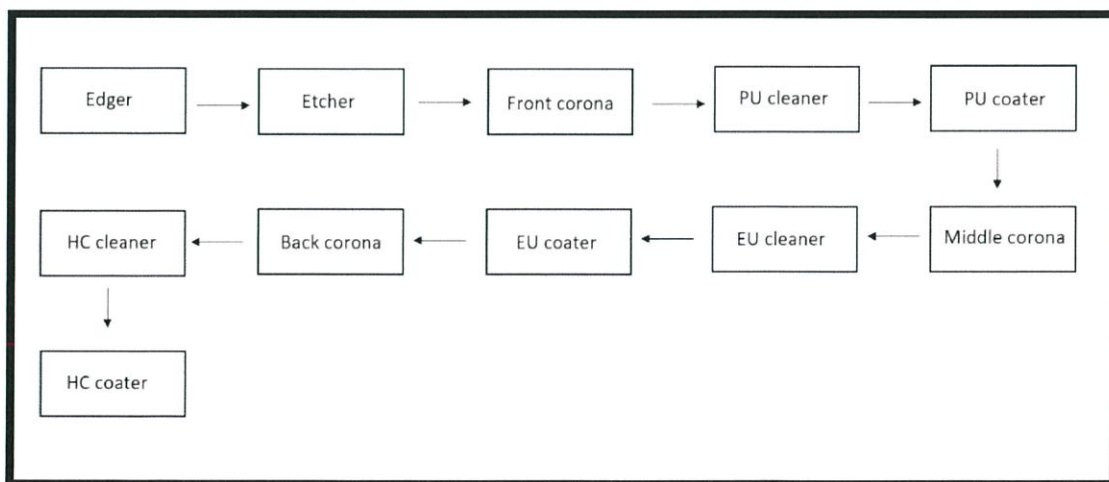 Edger
Etcher
Front corona
PU cleaner
PU coater
Middle corona
EU cleaner
EU coater
Back corona
HC cleaner
HC coater